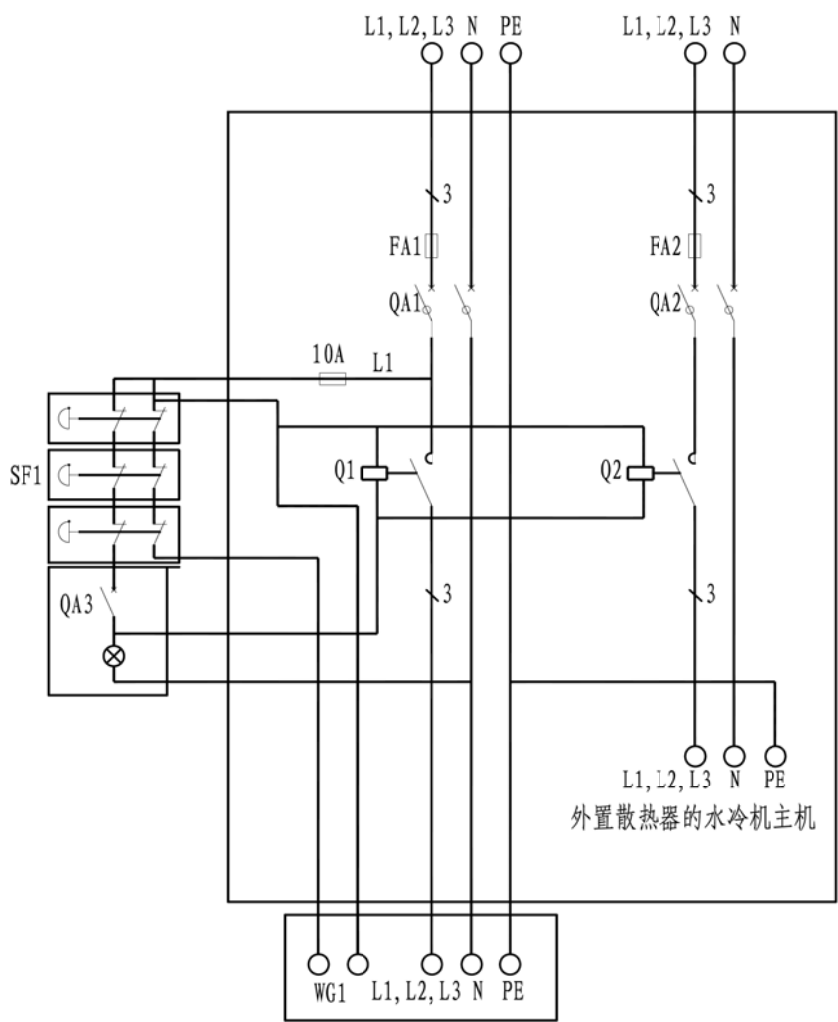 L1, L2, L3 N PE
L1, L2, L3 N
3
3
FA1
FA2
QA1
QA2
10A
L1
SF1
Q1
Q2
QA3
3
3
L1, L2, L3 N PE
外置散热器的水冷机主机
WG1
L1, L2, L3 N PE